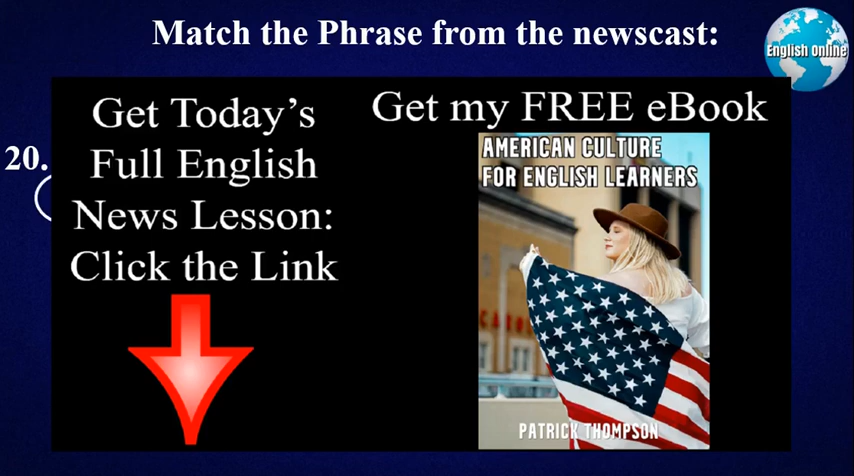 Match the Phrase from the newscast:
English Online
20.
Get Today's
Full English
News Lesson:
Click the Link
Get my FREE eBook
AMERICAN CULTURE
FOR ENGLISH LEARNERS
PATRICK THOMPSON